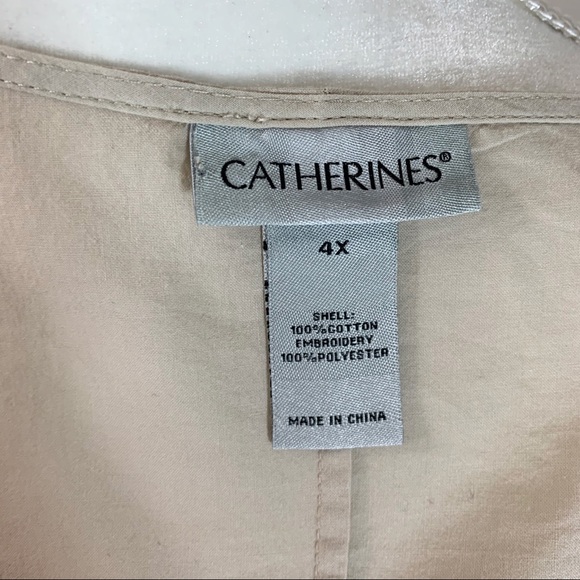 CATHERINES®
4X
SHELL:
100%COTTON
EMBROIDERY
100%POLYESTER
MADE IN CHINA